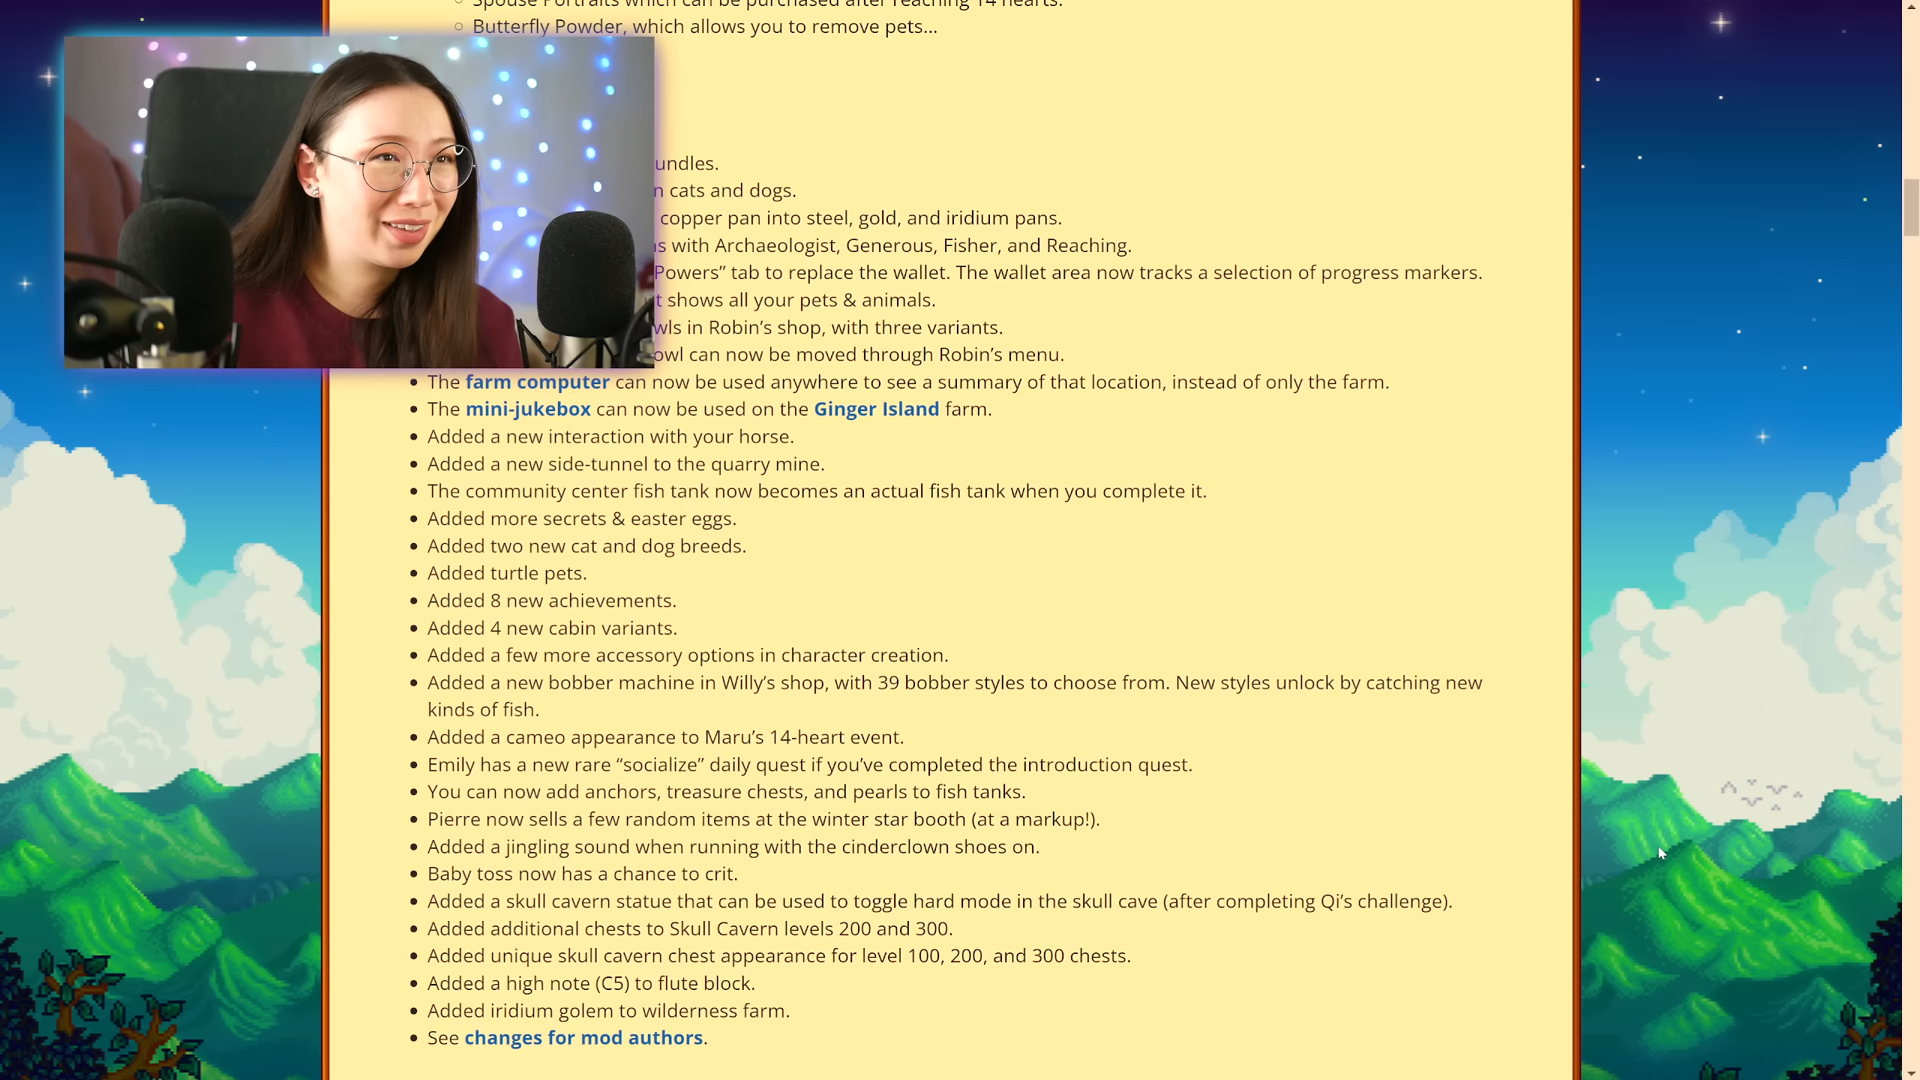 Spouse Portraits which can be purchased after reaching 14 hearts.
Butterfly Powder, which allows you to remove pets...
undles.
n cats and dogs.
copper pan into steel, gold, and iridium pans.
s with Archaeologist, Generous, Fisher, and Reaching.
Powers” tab to replace the wallet. The wallet area now tracks a selection of progress markers.
t shows all your pets & animals.
wls in Robin’s shop, with three variants.
owl can now be moved through Robin’s menu.
The farm computer can now be used anywhere to see a summary of that location, instead of only the farm.
The mini-jukebox can now be used on the Ginger Island farm.
Added a new interaction with your horse.
Added a new side-tunnel to the quarry mine.
The community center fish tank now becomes an actual fish tank when you complete it.
Added more secrets & easter eggs.
Added two new cat and dog breeds.
Added turtle pets.
Added 8 new achievements.
Added 4 new cabin variants.
Added a few more accessory options in character creation.
Added a new bobber machine in Willy’s shop, with 39 bobber styles to choose from. New styles unlock by catching new
kinds of fish.
Added a cameo appearance to Maru’s 14-heart event.
Emily has a new rare “socialize” daily quest if you’ve completed the introduction quest.
You can now add anchors, treasure chests, and pearls to fish tanks.
Pierre now sells a few random items at the winter star booth (at a markup!).
Added a jingling sound when running with the cinderclown shoes on.
Baby toss now has a chance to crit.
Added a skull cavern statue that can be used to toggle hard mode in the skull cave (after completing Qi’s challenge).
Added additional chests to Skull Cavern levels 200 and 300.
Added unique skull cavern chest appearance for level 100, 200, and 300 chests.
Added a high note (C5) to flute block.
Added iridium golem to wilderness farm.
See changes for mod authors.